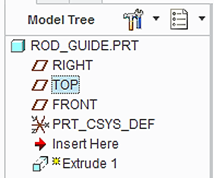 Model Tree
ROD_GUIDE.PRT
RIGHT
TOP
FRONT
PRT_CSYS_DEF
Insert Here
Extrude 1